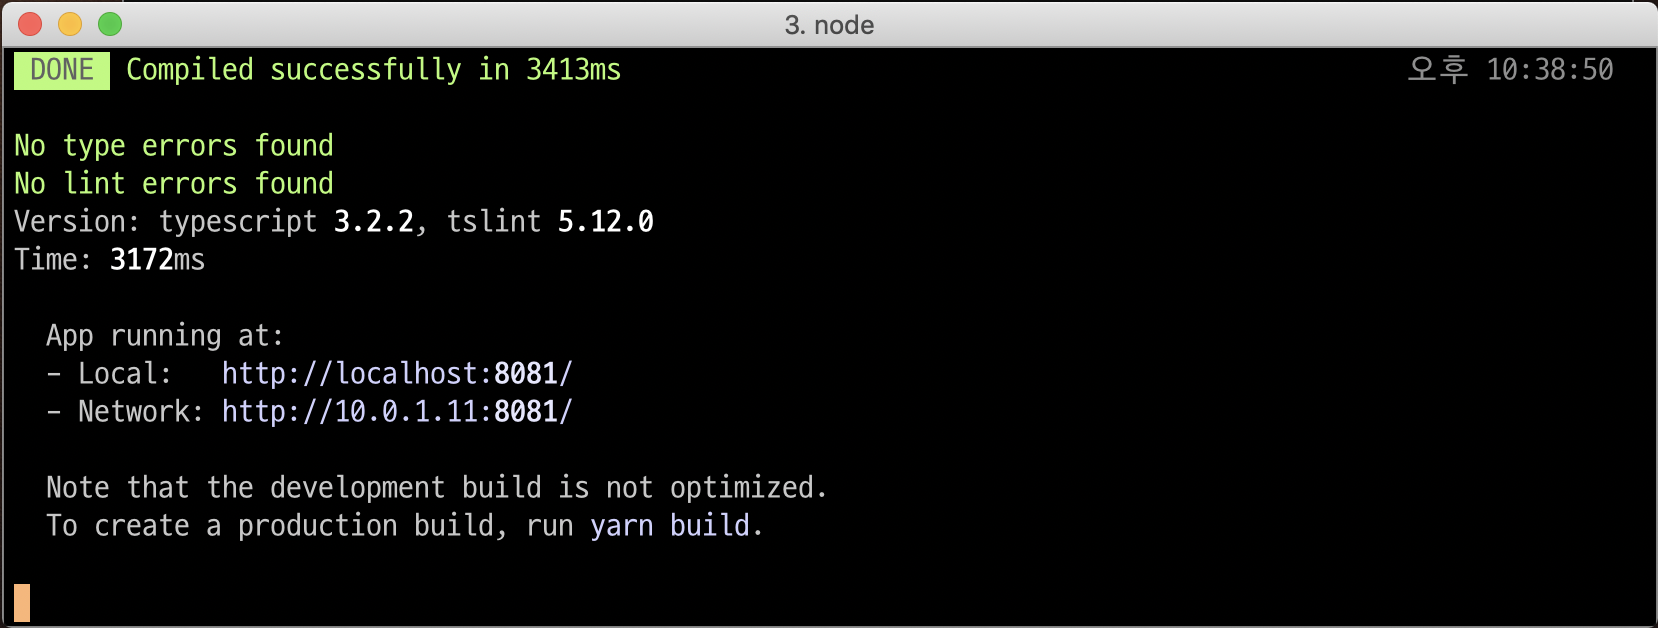 3. node
DONE Compiled successfully in 3413ms 오후 10:38:50
No type errors found
No lint errors found
Version: typescript 3.2.2, tslint 5.12.0
Time: 3172ms
App running at:
- Local: http://localhost:8081/
- Network: http://10.0.1.11:8081/
Note that the development build is not optimized.
To create a production build, run yarn build.